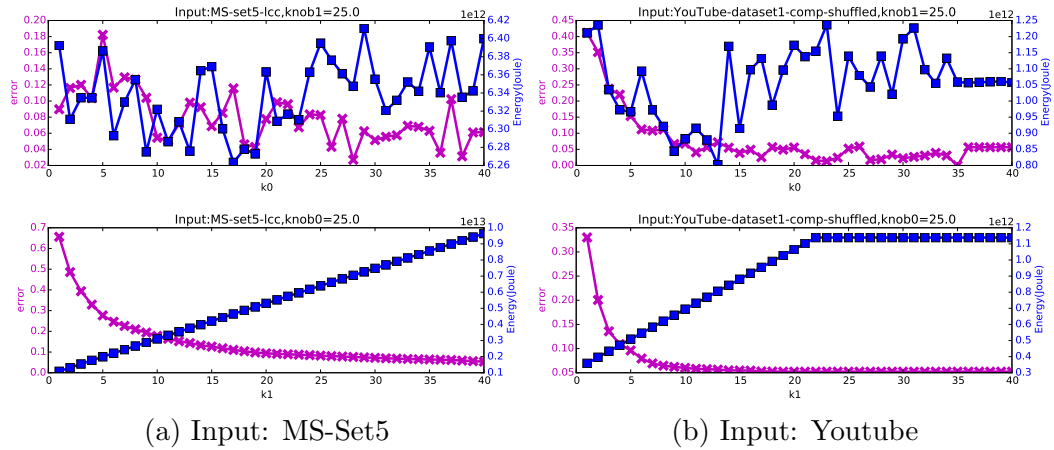 Input:MS-set5-lcc,knob1=25.0
1e12
0.20
0.18
0.16
0.14
0.12
0.10
0.08
0.06
0.04
0.02
error
6.42
6.40
6.38
6.36
6.34
6.32
6.30
6.28
6.26
Energy(Joule)
0 5 10 15 20 25 30 35 40
k0
Input:YouTube-dataset1-comp-shuffled,knob1=25.0
1e12
0.45
0.40
0.35
0.30
0.25
0.20
0.15
0.10
0.05
0.00
error
1.25
1.20
1.15
1.10
1.05
1.00
0.95
0.90
0.85
0.80
Energy(Joule)
0 5 10 15 20 25 30 35 40
k0
Input:MS-set5-lcc,knob0=25.0
1e13
0.7
0.6
0.5
0.4
0.3
0.2
0.1
0.0
error
1.0
0.9
0.8
0.7
0.6
0.5
0.4
0.3
0.2
0.1
Energy(Joule)
0 5 10 15 20 25 30 35 40
k1
Input:YouTube-dataset1-comp-shuffled,knob0=25.0
1e12
0.35
0.30
0.25
0.20
0.15
0.10
0.05
error
1.2
1.1
1.0
0.9
0.8
0.7
0.6
0.5
0.4
0.3
Energy(Joule)
0 5 10 15 20 25 30 35 40
k1
(a) Input: MS-Set5
(b) Input: Youtube